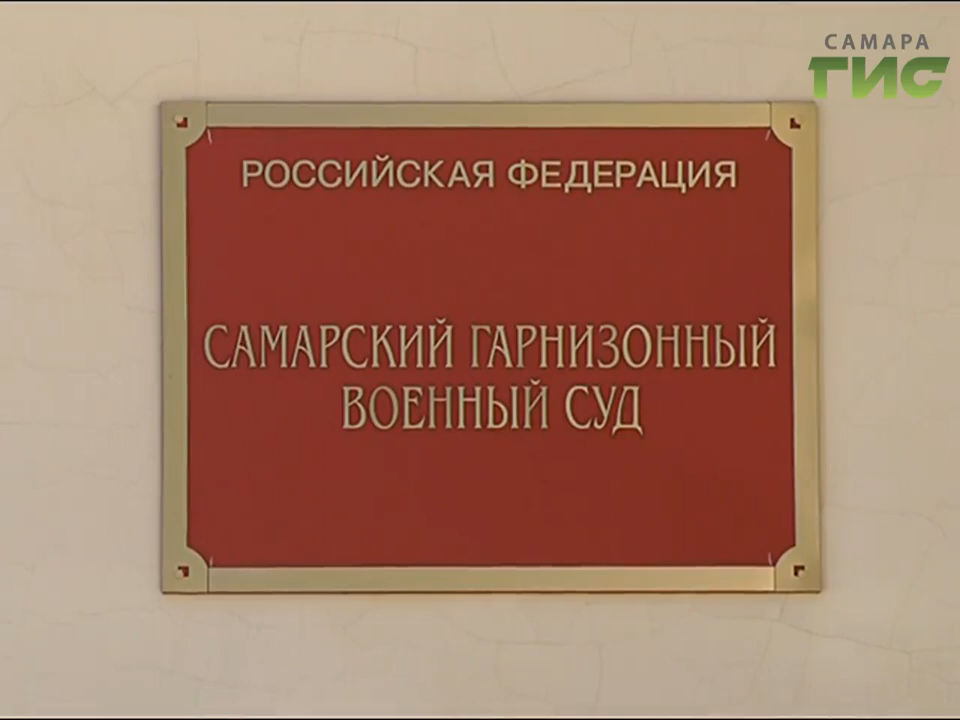 САМАРА
ГИС
РОССИЙСКАЯ ФЕДЕРАЦИЯ
САМАРСКИЙ ГАРНИЗОННЫЙ
ВОЕННЫЙ СУД